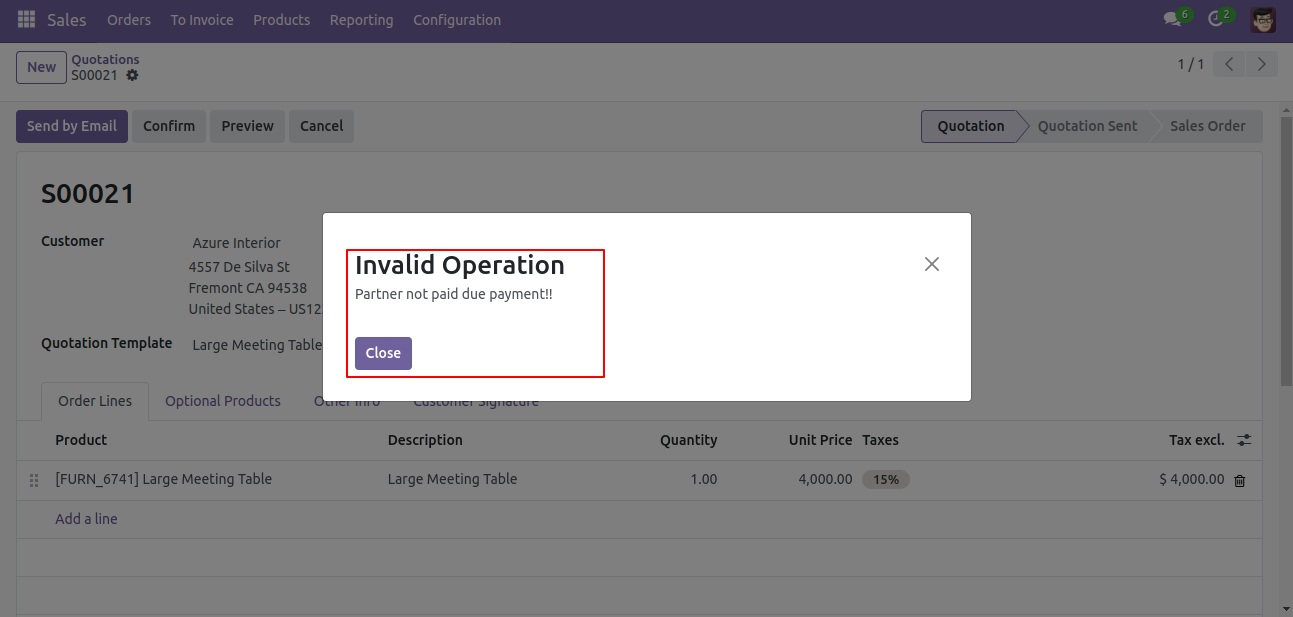 Sales Orders To Invoice Products Reporting Configuration 6 2
New Quotations
S00021
1 / 1
Send by Email Confirm Preview Cancel Quotation Quotation Sent Sales Order
S00021
Customer Azure Interior
4557 De Silva St
Fremont CA 94538
United States – US12
Quotation Template Large Meeting Table
Invalid Operation
Partner not paid due payment!!
Close
Order Lines Optional Products Other Info Customer Signature
Product Description Quantity Unit Price Taxes Tax excl.
[FURN_6741] Large Meeting Table Large Meeting Table 1.00 4,000.00 15% $ 4,000.00
Add a line